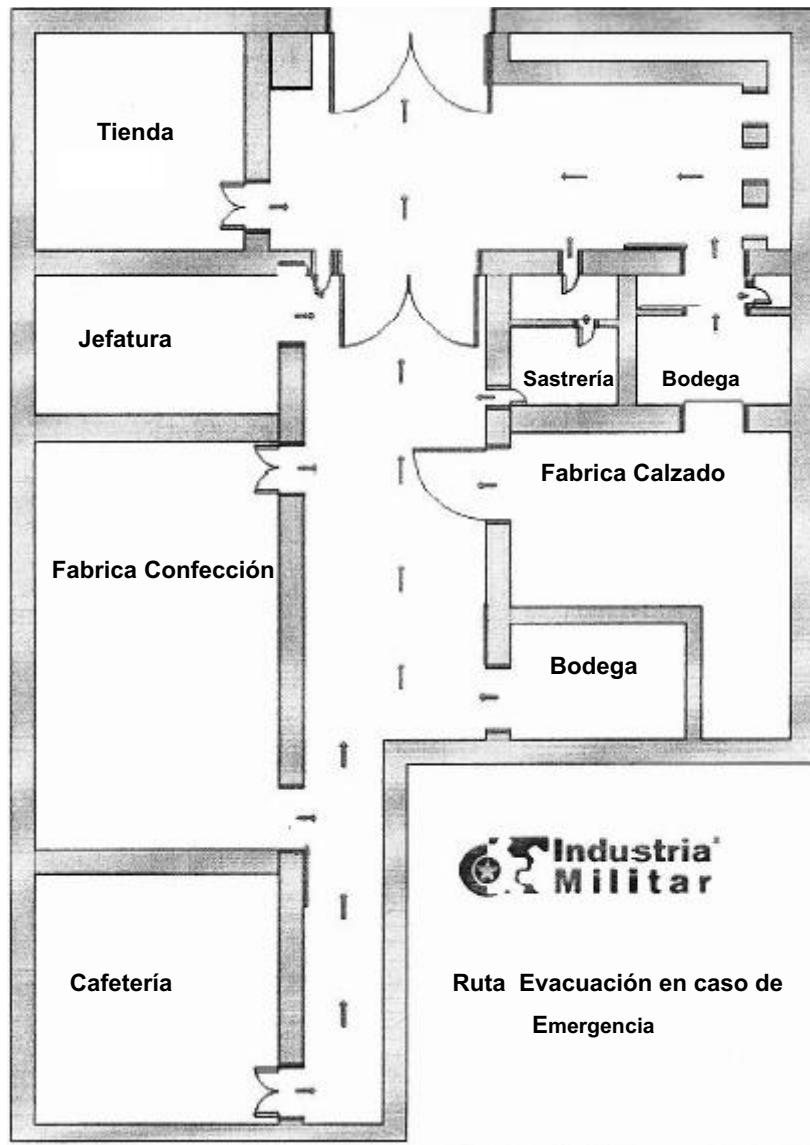 Tienda
Jefatura
Sastrería
Bodega
Fabrica Calzado
Fabrica Confección
Bodega
Industria
Militar
Cafetería
Ruta Evacuación en caso de
Emergencia